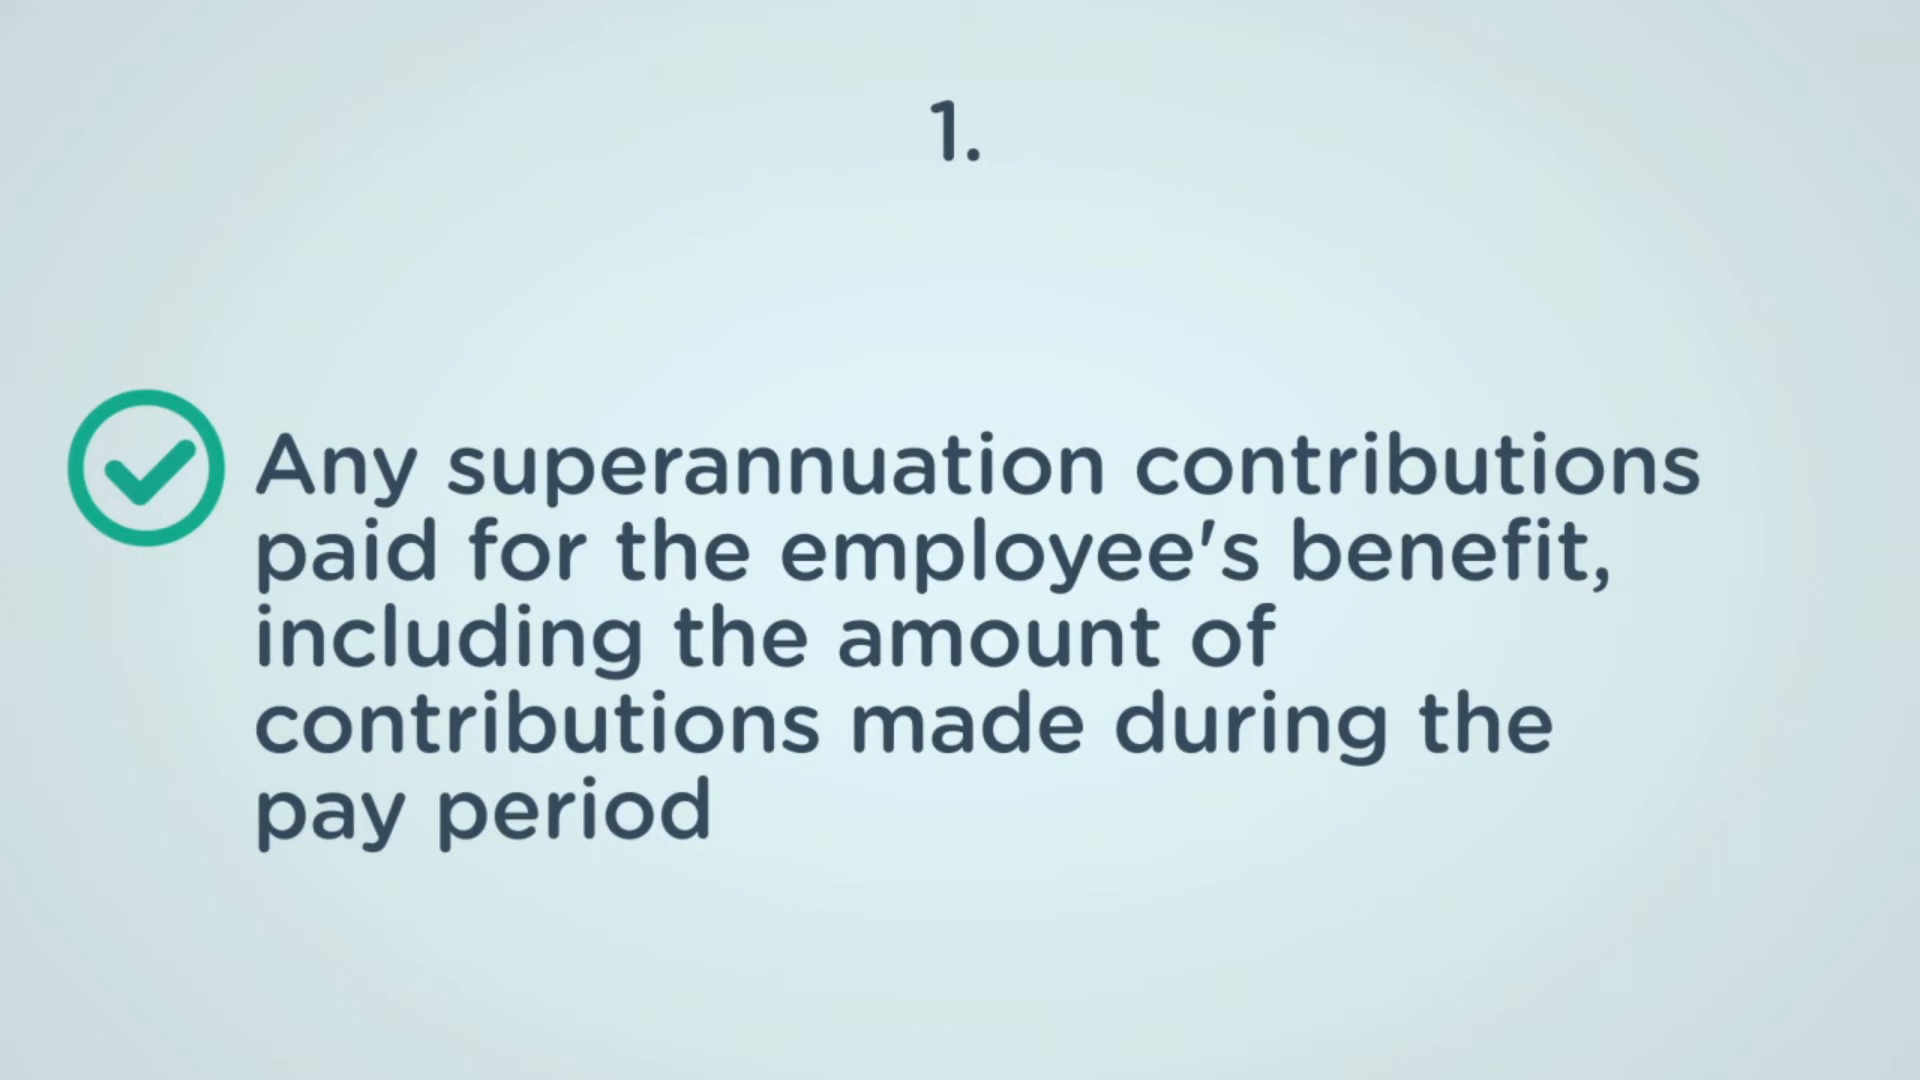 1.
Any superannuation contributions
paid for the employee's benefit,
including the amount of
contributions made during the
pay period